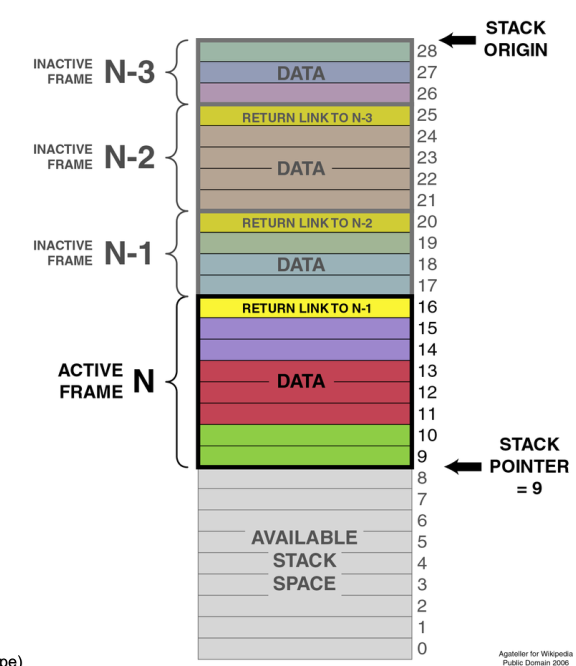 STACK
ORIGIN
INACTIVE
FRAME N-3
DATA
28
27
26
INACTIVE
FRAME N-2
RETURN LINK TO N-3
DATA
25
24
23
22
21
INACTIVE
FRAME N-1
RETURN LINK TO N-2
DATA
20
19
18
17
ACTIVE
FRAME N
RETURN LINK TO N-1
DATA
16
15
14
13
12
11
10
9
STACK
POINTER
= 9
AVAILABLE
STACK
SPACE
8
7
6
5
4
3
2
1
0
pe)
Agateller for Wikipedia
Public Domain 2006